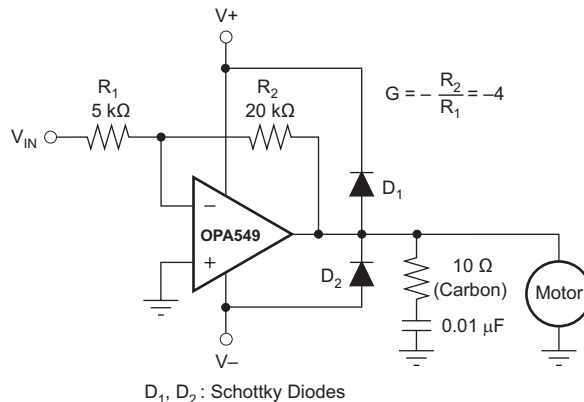 V+
R1
5 kΩ
R2
20 kΩ
G = – R2/R1 = –4
VIN
D1
–
OPA549
+
D2
10 Ω
(Carbon)
0.01 μF
Motor
V–
D1, D2 : Schottky Diodes